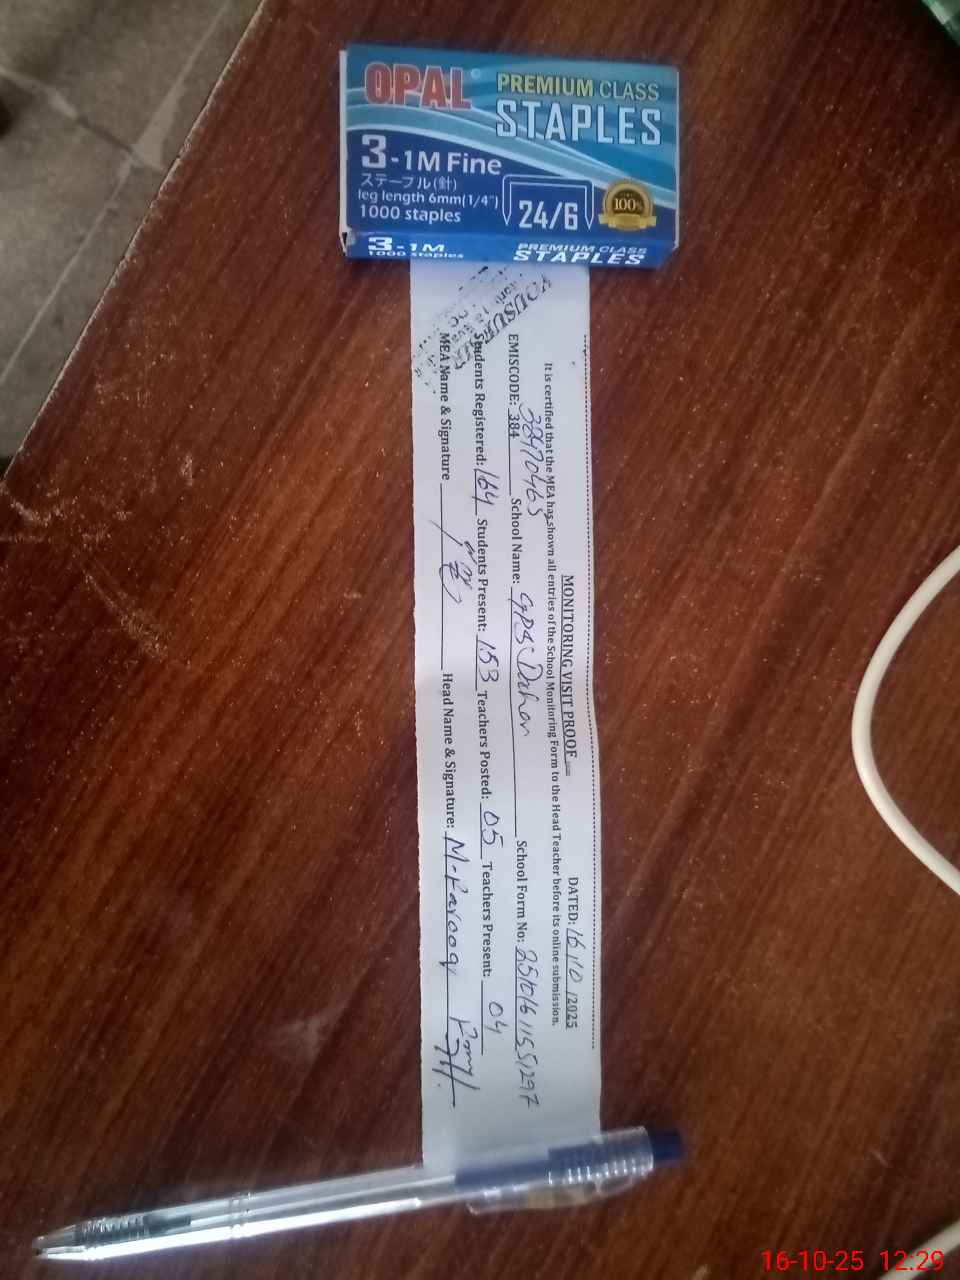 OPAL
PREMIUM CLASS
STAPLES
3-1M Fine
ステープル(針)
leg length 6mm(1/4")
1000 staples
24/6
100%
3-1M
1000 staples
PREMIUM CLASS
STAPLES
MONITORING VISIT PROOF DATED: 16/10/2025
It is certified that the MEA has shown all entries of the School Monitoring Form to the Head Teacher before its online submission.
38470465
EMISCODE: 384 School Name: GPS Dahar School Form No: 25101611551297
Students Registered: 164 Students Present: 153 Teachers Posted: 05 Teachers Present: 04
MEA Name & Signature Head Name & Signature: M-Farooq
16-10-25 12:29